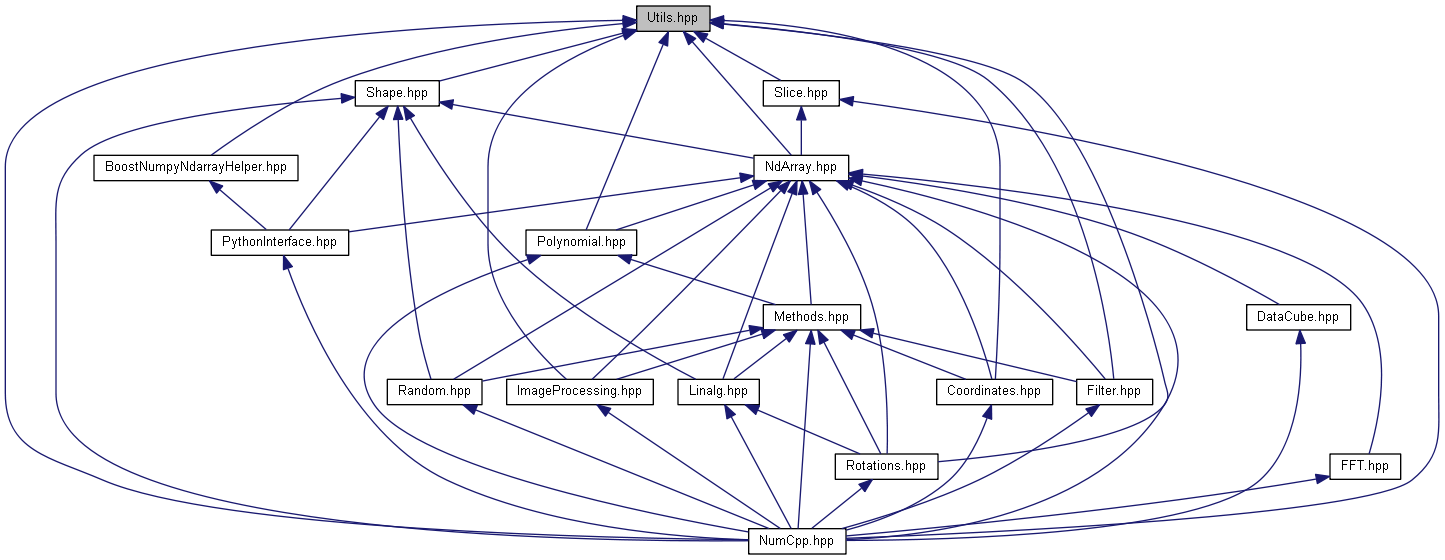 Utils.hpp
Shape.hpp
Slice.hpp
BoostNumpyNdarrayHelper.hpp
NdArray.hpp
PythonInterface.hpp
Polynomial.hpp
Methods.hpp
DataCube.hpp
Random.hpp
ImageProcessing.hpp
Linalg.hpp
Coordinates.hpp
Filter.hpp
Rotations.hpp
FFT.hpp
NumCpp.hpp